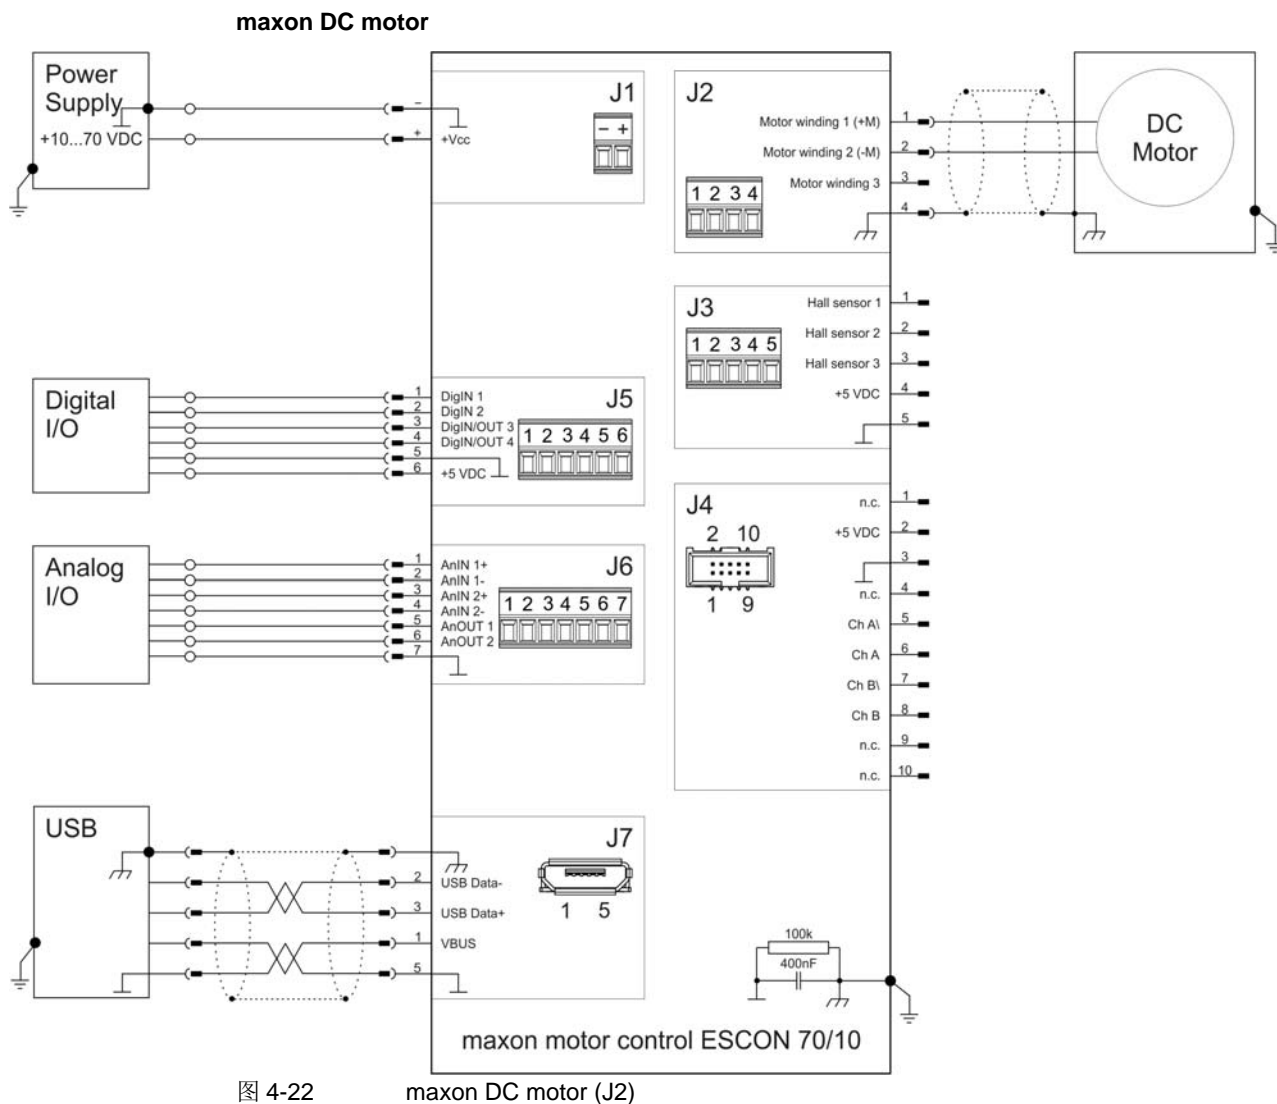 maxon DC motor
Power
Supply
+10...70 VDC
−
+
+Vcc
J1
− +
J2
Motor winding 1 (+M)
1
Motor winding 2 (-M)
2
Motor winding 3
3
4
1 2 3 4
DC
Motor
J3
1 2 3 4 5
Hall sensor 1
1
Hall sensor 2
2
Hall sensor 3
3
+5 VDC
4
5
Digital
I/O
1
DigIN 1
2
DigIN 2
3
DigIN/OUT 3
4
DigIN/OUT 4
5
6
+5 VDC
J5
1 2 3 4 5 6
J4
2 10
1 9
n.c.
1
+5 VDC
2
3
n.c.
4
Ch A\
5
Ch A
6
Ch B\
7
Ch B
8
n.c.
9
n.c.
10
Analog
I/O
1
AnIN 1+
2
AnIN 1-
3
AnIN 2+
4
AnIN 2-
5
AnOUT 1
6
AnOUT 2
7
J6
1 2 3 4 5 6 7
USB
2
USB Data-
3
USB Data+
1
VBUS
5
J7
1 5
100k
400nF
maxon motor control ESCON 70/10
图 4-22 maxon DC motor (J2)